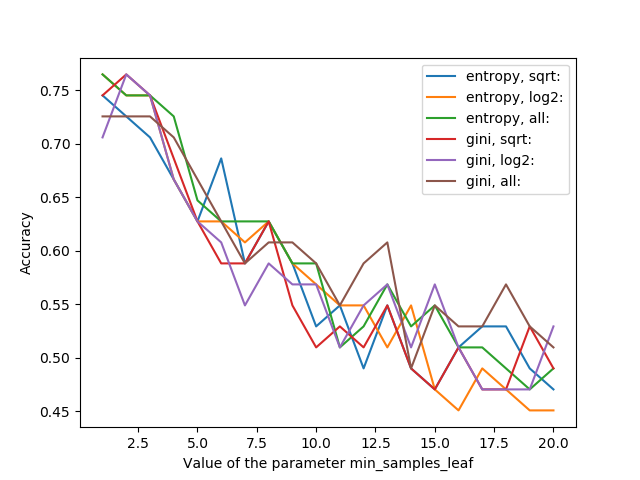 entropy, sqrt:
entropy, log2:
entropy, all:
gini, sqrt:
gini, log2:
gini, all:
Accuracy
0.75
0.70
0.65
0.60
0.55
0.50
0.45
2.5 5.0 7.5 10.0 12.5 15.0 17.5 20.0
Value of the parameter min_samples_leaf